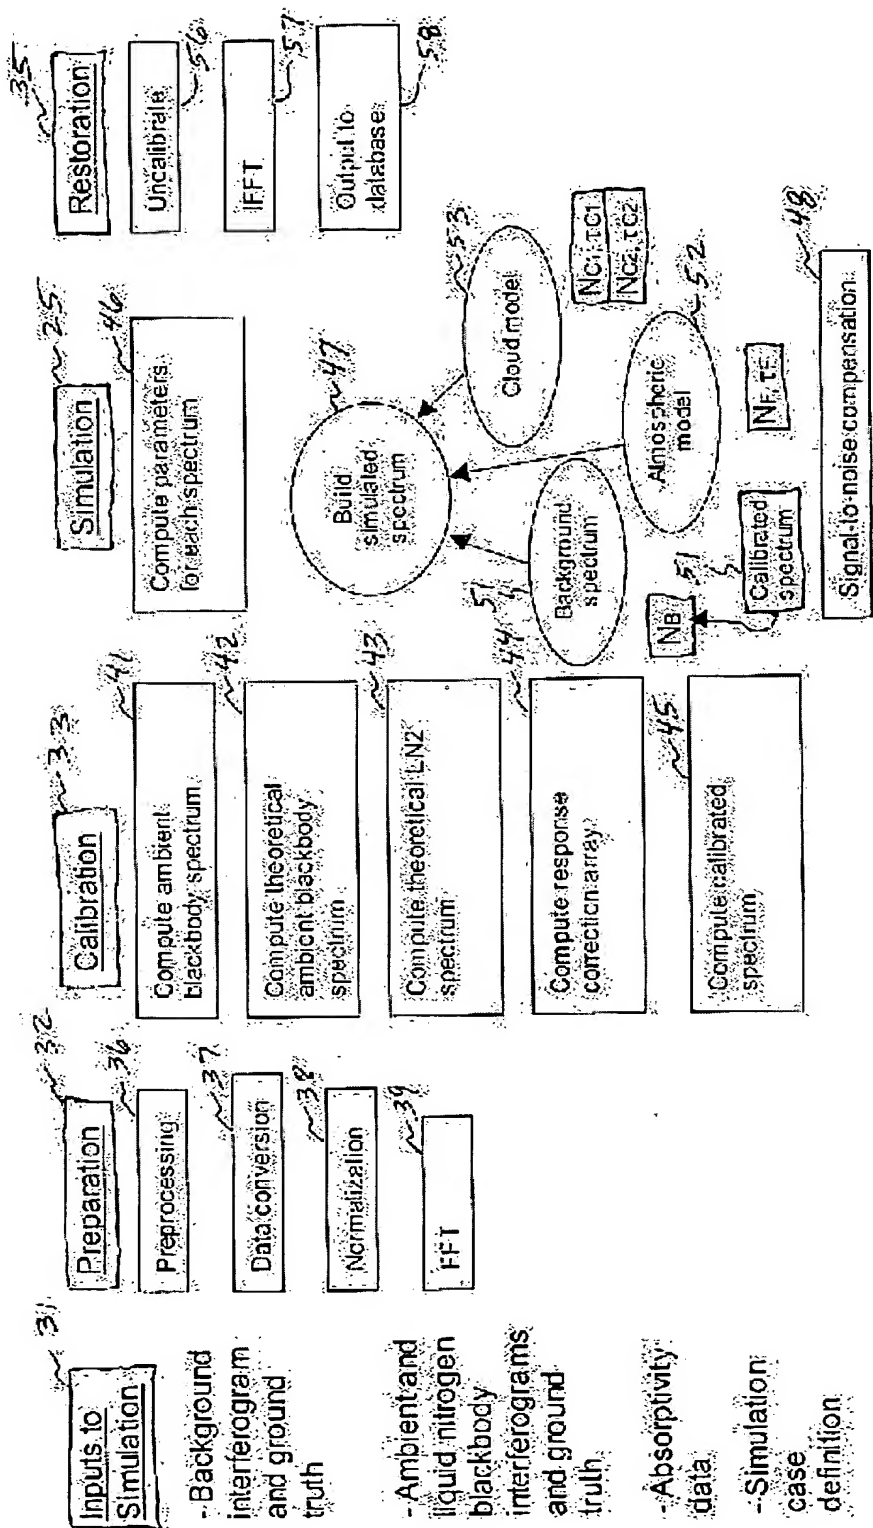 31
Inputs to
Simulation
- Background
interferogram
and ground
truth
- Ambient and
liquid nitrogen
blackbody
interferograms
and ground
truth
- Absorptivity
data
- Simulation
case
definition
32
Preparation
36
Preprocessing
37
Data conversion
38
Normalization
39
FFT
33
Calibration
41
Compute ambient
blackbody spectrum
42
Compute theoretical
ambient blackbody
spectrum
43
Compute theoretical LN2
spectrum
44
Compute response
correction array
45
Compute calibrated
spectrum
25
Simulation
46
Compute parameters
for each spectrum
47
Build
simulated
spectrum
51
Background
spectrum
52
Atmospheric
model
53
Cloud model
NB
51
Calibrated
spectrum
NF, τF
NC1, τC1
NC2, τC2
48
Signal-to-noise compensation
35
Restoration
56
Uncalibrate
57
IFFT
58
Output to
database